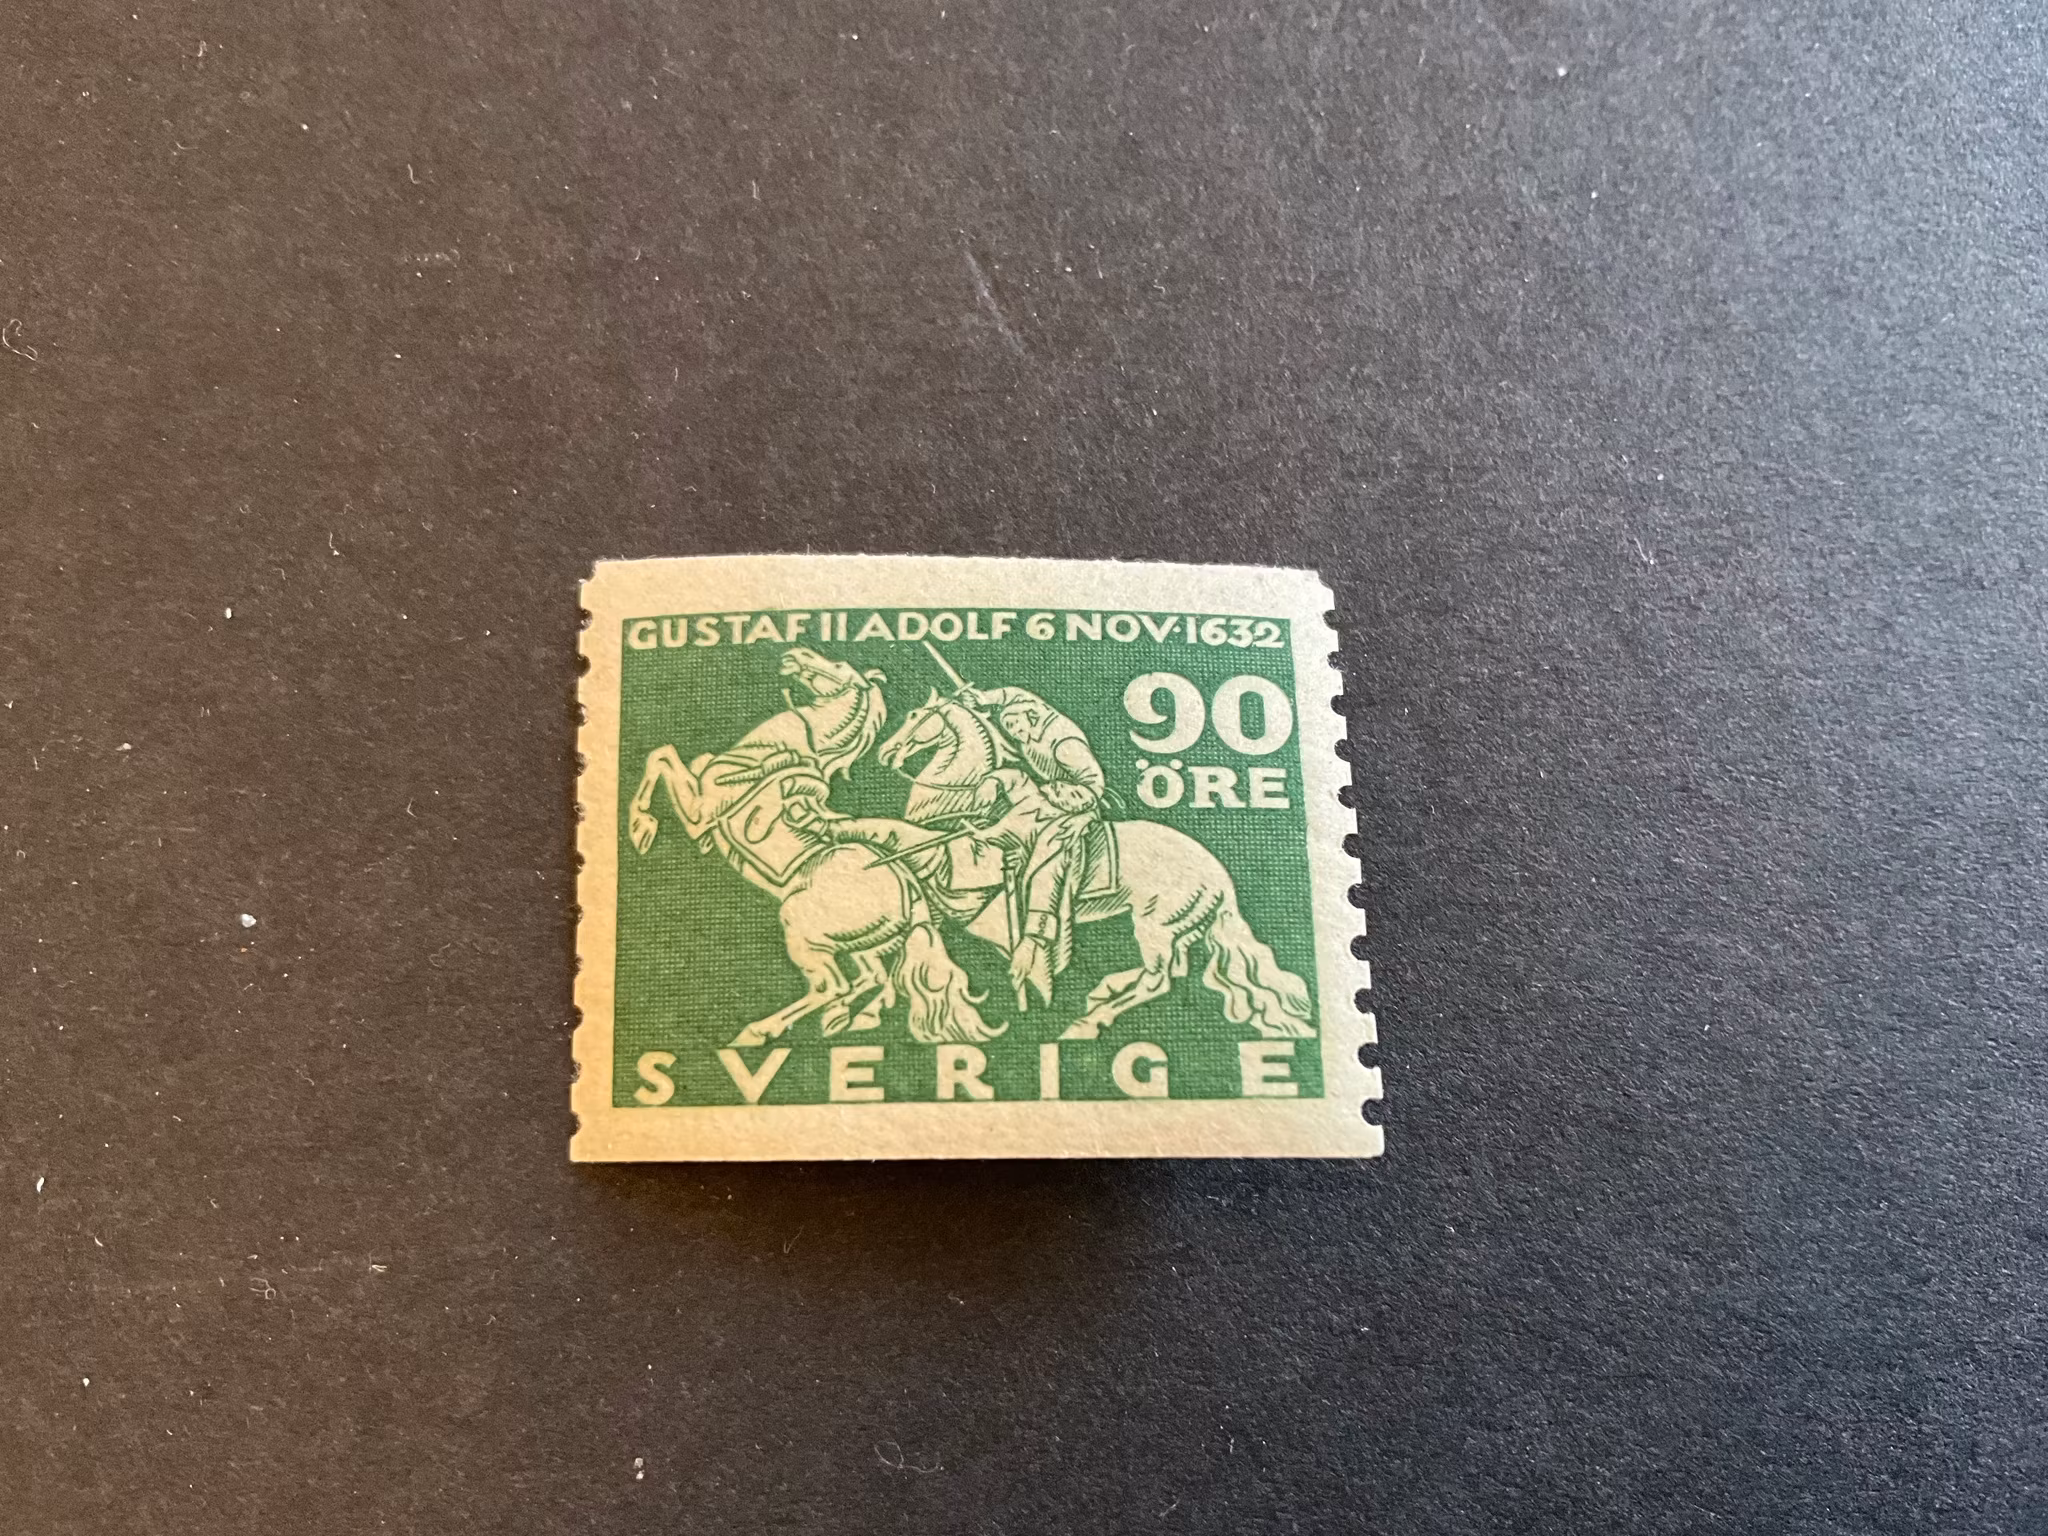 GUSTAF II ADOLF 6 NOV·1632
90
ÖRE
SVERIGE